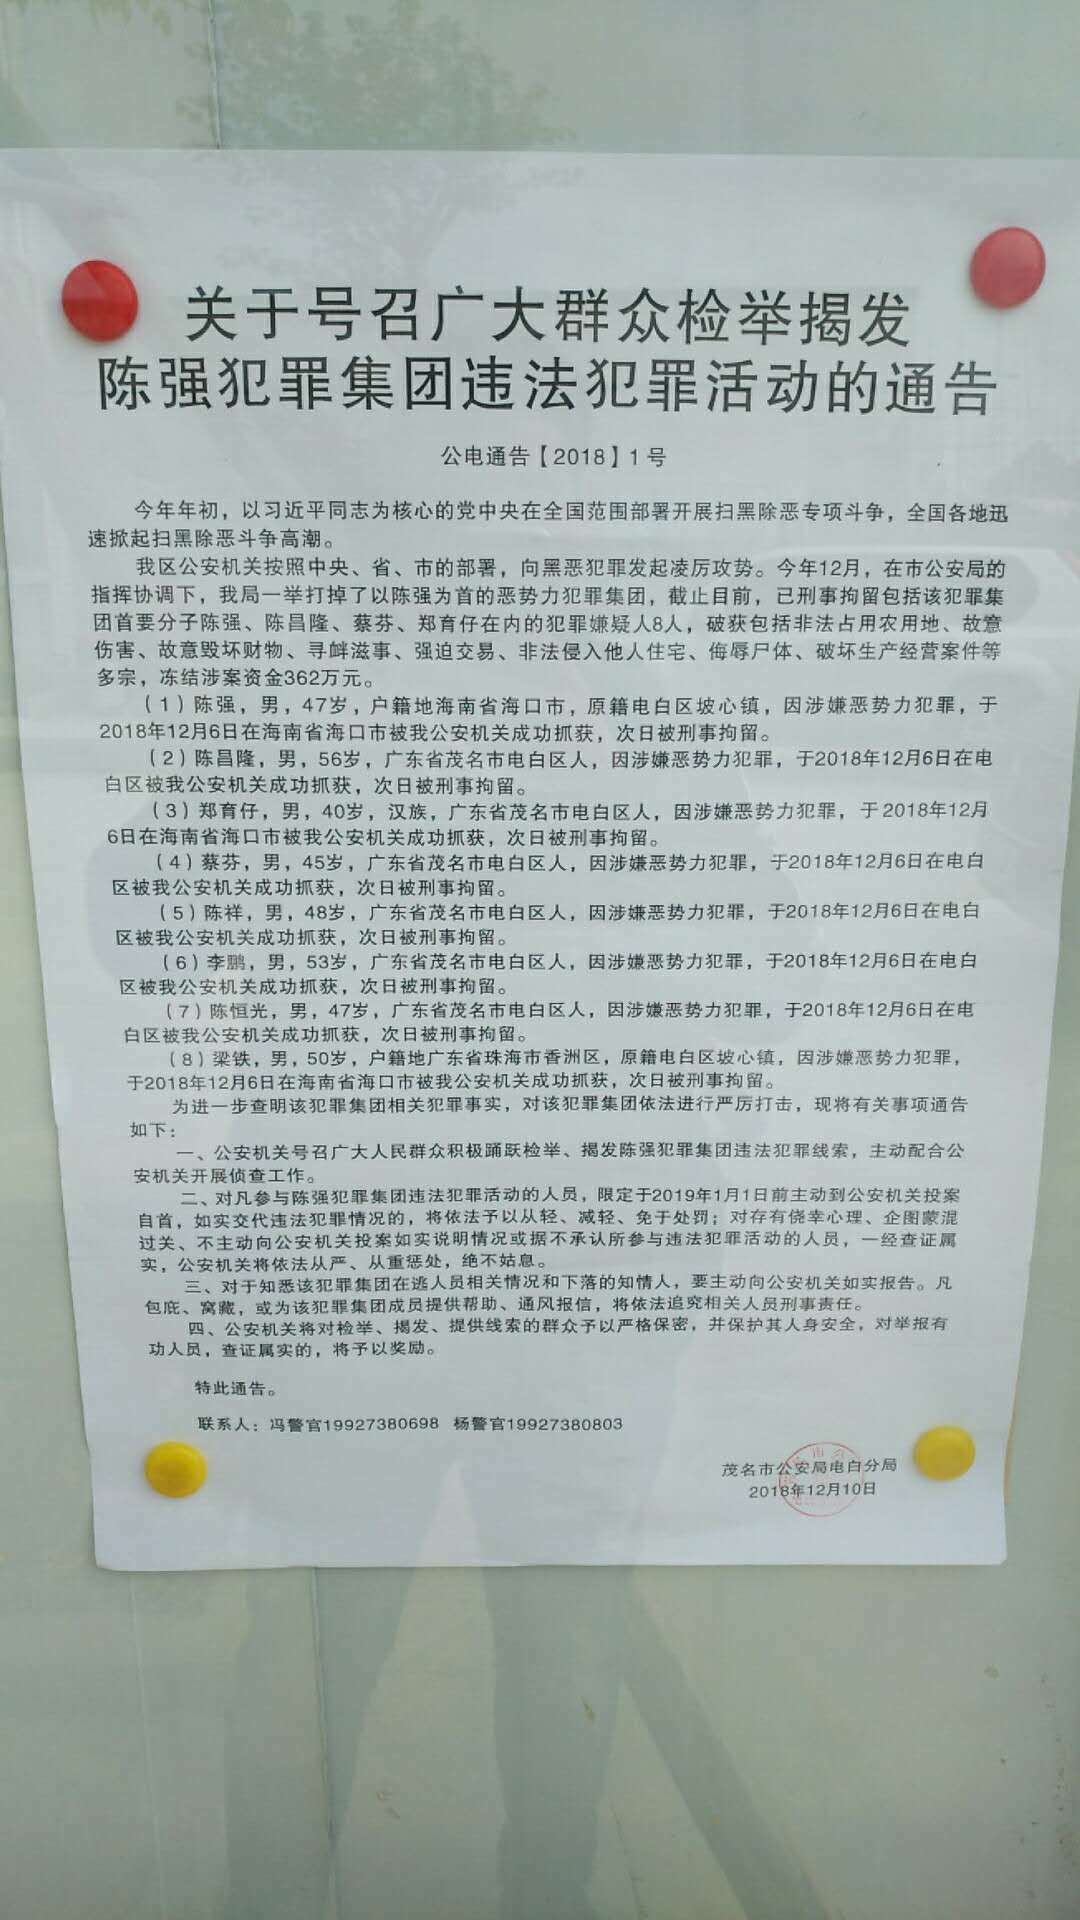 关于号召广大群众检举揭发
陈强犯罪集团违法犯罪活动的通告
公电通告【2018】1号
今年年初，以习近平同志为核心的党中央在全国范围部署开展扫黑除恶专项斗争，全国各地迅
速掀起扫黑除恶斗争高潮。
我区公安机关按照中央、省、市的部署，向黑恶犯罪发起凌厉攻势。今年12月，在市公安局的
指挥协调下，我局一举打掉了以陈强为首的恶势力犯罪集团，截止目前，已刑事拘留包括该犯罪集
团首要分子陈强、陈昌隆、蔡芬、郑育仔在内的犯罪嫌疑人8人，破获包括非法占用农用地、故意
伤害、故意毁坏财物、寻衅滋事、强迫交易、非法侵入他人住宅、侮辱尸体、破坏生产经营案件等
多宗，冻结涉案资金362万元。
（1）陈强，男，47岁，户籍地海南省海口市，原籍电白区坡心镇，因涉嫌恶势力犯罪，于
2018年12月6日在海南省海口市被我公安机关成功抓获，次日被刑事拘留。
（2）陈昌隆，男，56岁，广东省茂名市电白区人，因涉嫌恶势力犯罪，于2018年12月6日在电
白区被我公安机关成功抓获，次日被刑事拘留。
（3）郑育仔，男，40岁，汉族，广东省茂名市电白区人，因涉嫌恶势力犯罪，于2018年12月
6日在海南省海口市被我公安机关成功抓获，次日被刑事拘留。
（4）蔡芬，男，45岁，广东省茂名市电白区人，因涉嫌恶势力犯罪，于2018年12月6日在电白
区被我公安机关成功抓获，次日被刑事拘留。
（5）陈祥，男，48岁，广东省茂名市电白区人，因涉嫌恶势力犯罪，于2018年12月6日在电白
区被我公安机关成功抓获，次日被刑事拘留。
（6）李鹏，男，53岁，广东省茂名市电白区人，因涉嫌恶势力犯罪，于2018年12月6日在电白
区被我公安机关成功抓获，次日被刑事拘留。
（7）陈恒光，男，47岁，广东省茂名市电白区人，因涉嫌恶势力犯罪，于2018年12月6日在电
白区被我公安机关成功抓获，次日被刑事拘留。
（8）梁铁，男，50岁，户籍地广东省珠海市香洲区，原籍电白区坡心镇，因涉嫌恶势力犯罪，
于2018年12月6日在海南省海口市被我公安机关成功抓获，次日被刑事拘留。
为进一步查明该犯罪集团相关犯罪事实，对该犯罪集团依法进行严厉打击，现将有关事项通告
如下：
一、公安机关号召广大人民群众积极踊跃检举、揭发陈强犯罪集团违法犯罪线索，主动配合公
安机关开展侦查工作。
二、对凡参与陈强犯罪集团违法犯罪活动的人员，限定于2019年1月1日前主动到公安机关投案
自首，如实交代违法犯罪情况的，将依法予以从轻、减轻、免于处罚；对存有侥幸心理、企图蒙混
过关、不主动向公安机关投案如实说明情况或据不承认所参与违法犯罪活动的人员，一经查证属
实，公安机关将依法从严、从重惩处，绝不姑息。
三、对于知悉该犯罪集团在逃人员相关情况和下落的知情人，要主动向公安机关如实报告。凡
包庇、窝藏，或为该犯罪集团成员提供帮助、通风报信，将依法追究相关人员刑事责任。
四、公安机关将对检举、揭发、提供线索的群众予以严格保密，并保护其人身安全，对举报有
功人员，查证属实的，将予以奖励。
特此通告。
联系人：冯警官19927380698 杨警官19927380803
茂名市公安局电白分局
2018年12月10日